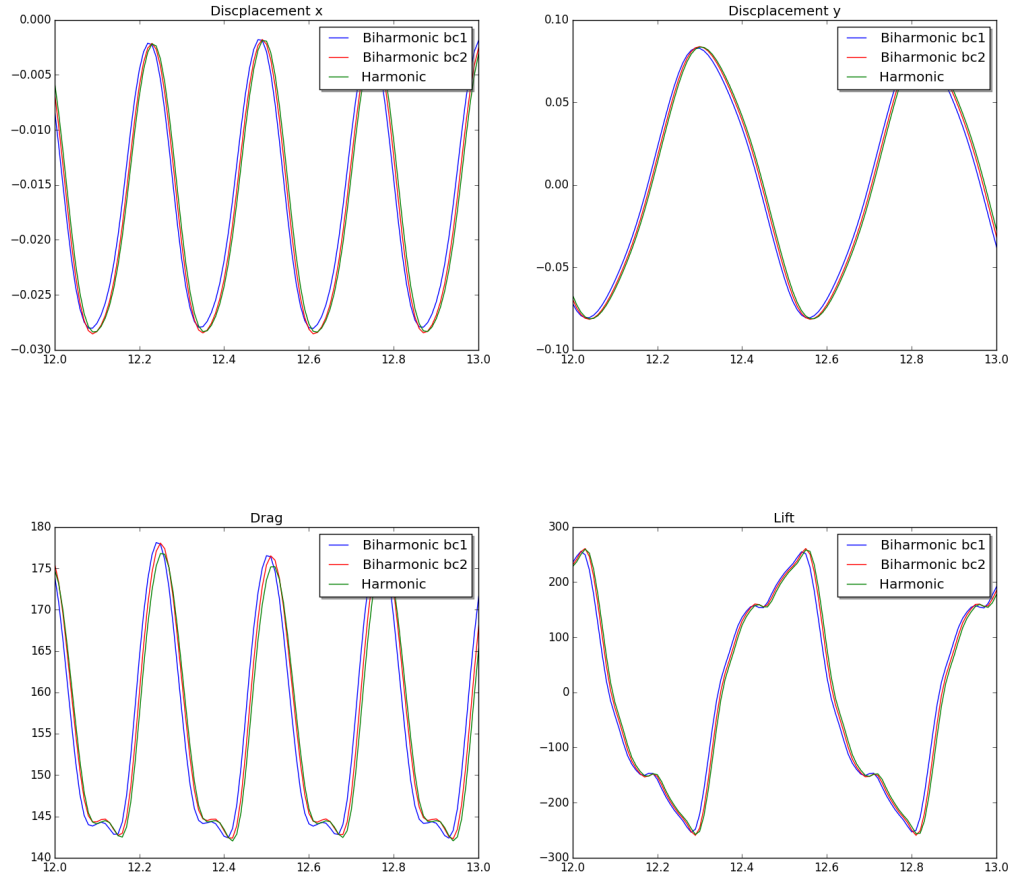 Discplacement x
0.000
−0.005
−0.010
−0.015
−0.020
−0.025
−0.030
12.0 12.2 12.4 12.6 12.8 13.0
Biharmonic bc1
Biharmonic bc2
Harmonic
Discplacement y
0.10
0.05
0.00
−0.05
−0.10
12.0 12.2 12.4 12.6 12.8 13.0
Biharmonic bc1
Biharmonic bc2
Harmonic
Drag
180
175
170
165
160
155
150
145
140
12.0 12.2 12.4 12.6 12.8 13.0
Biharmonic bc1
Biharmonic bc2
Harmonic
Lift
300
200
100
0
−100
−200
−300
12.0 12.2 12.4 12.6 12.8 13.0
Biharmonic bc1
Biharmonic bc2
Harmonic